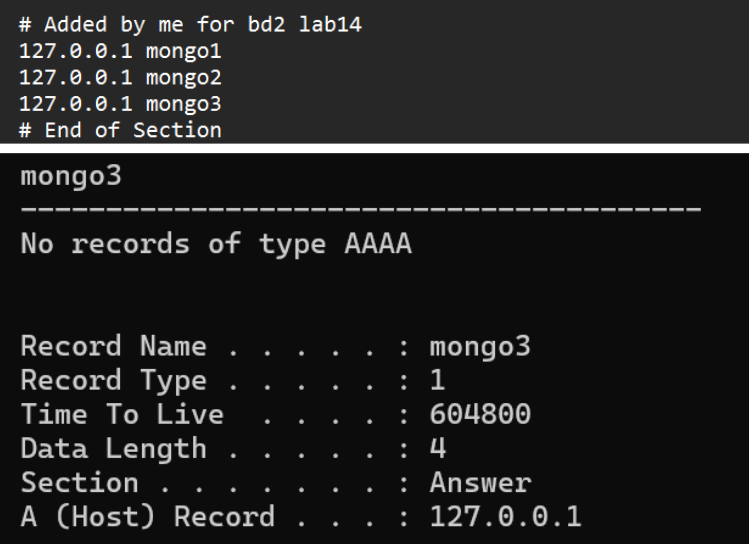 # Added by me for bd2 lab14
127.0.0.1 mongo1
127.0.0.1 mongo2
127.0.0.1 mongo3
# End of Section
mongo3
----------------------------------------
No records of type AAAA
Record Name . . . . . : mongo3
Record Type . . . . . : 1
Time To Live  . . . . : 604800
Data Length . . . . . : 4
Section . . . . . . . : Answer
A (Host) Record . . . : 127.0.0.1